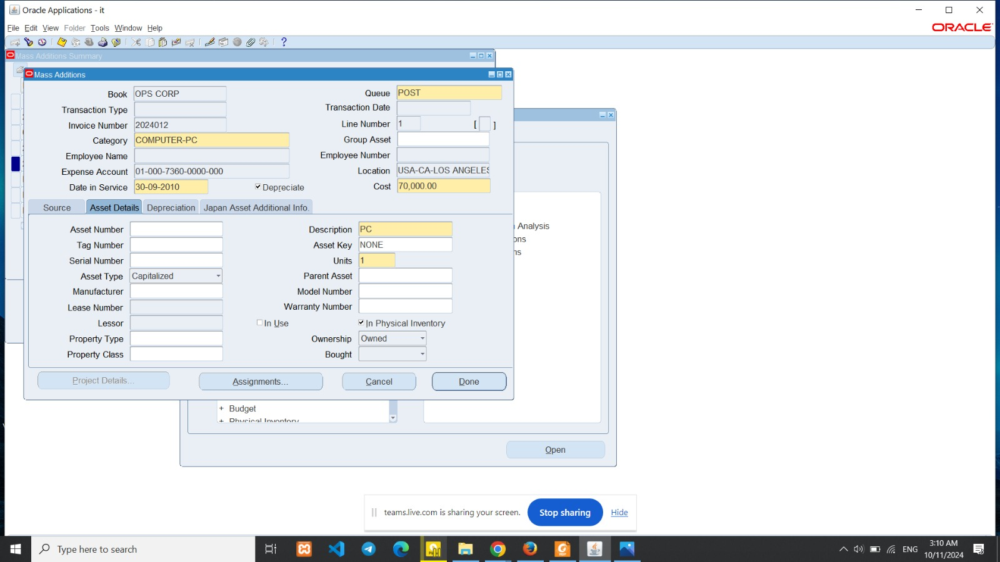 Oracle Applications - it
File Edit View Folder Tools Window Help
ORACLE
Mass Additions Summary
Mass Additions
Book OPS CORP
Queue POST
Transaction Type
Transaction Date
Invoice Number 2024012
Line Number 1 [ ]
Category COMPUTER-PC
Group Asset
Employee Name
Employee Number
Expense Account 01-000-7360-0000-000
Location USA-CA-LOS ANGELES
Date in Service 30-09-2010
Depreciate
Cost 70,000.00
Source Asset Details Depreciation Japan Asset Additional Info.
Asset Number
Description PC
Tag Number
Asset Key NONE
Serial Number
Units 1
Asset Type Capitalized
Parent Asset
Manufacturer
Model Number
Lease Number
Warranty Number
Lessor
In Use
In Physical Inventory
Property Type
Ownership Owned
Property Class
Bought
Project Details... Assignments... Cancel Done
Analysis
ons
ns
+ Budget
+ Physical Inventory
Open
teams.live.com is sharing your screen. Stop sharing Hide
Type here to search
ENG
3:10 AM
10/11/2024